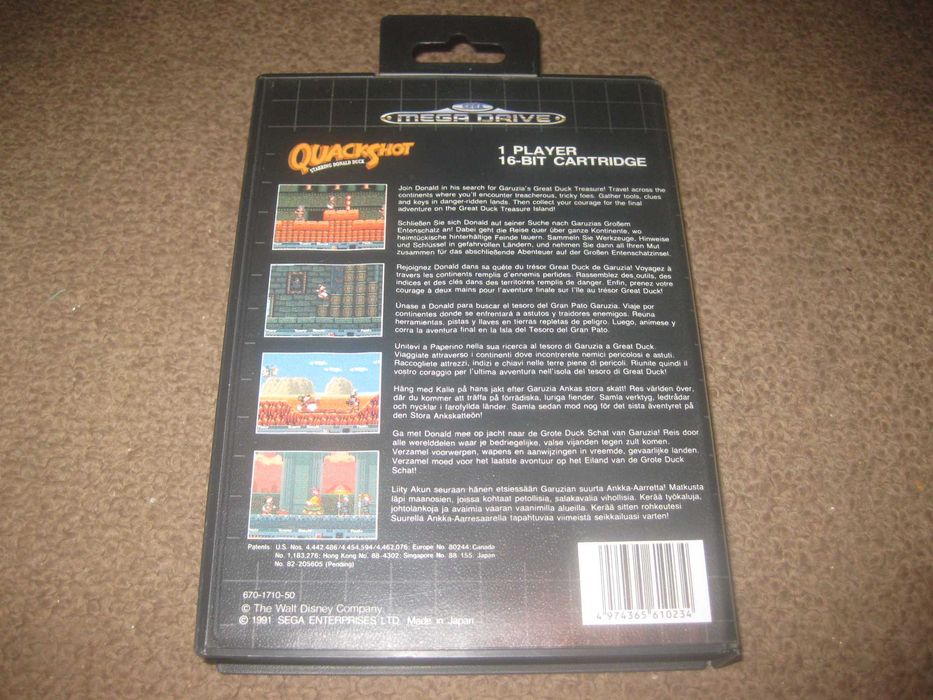 SEGA
MEGA DRIVE
QUACKSHOT
STARRING DONALD DUCK
1 PLAYER
16-BIT CARTRIDGE
Join Donald in his search for Garuzia's Great Duck Treasure! Travel across the
continents where you'll encounter treacherous, tricky foes. Gather tools, clues
and keys in danger-ridden lands. Then collect your courage for the final
adventure on the Great Duck Treasure Island!
Schließen Sie sich Donald auf seiner Suche nach Garuzias Großem
Entenschatz an! Dabei geht die Reise quer über ganze Kontinente, wo
heimtückische hinterhältige Feinde lauern. Sammeln Sie Werkzeuge, Hinweise
und Schlüssel in gefahrvollen Ländern, und nehmen Sie dann all Ihren Mut
zusammen für das abschließende Abenteuer auf der Großen Entenschatzinsel.
Rejoignez Donald dans sa quête du trésor Great Duck de Garuzia! Voyagez à
travers les continents remplis d'ennemis perfides. Rassemblez des outils, des
indices et des clés dans des territoires remplis de danger. Enfin, prenez votre
courage à deux mains pour l'aventure finale sur l'Ile au trésor Great Duck!
Unase a Donald para buscar el tesoro del Gran Pato Garuzia. Viaje por
continentes donde se enfrentará a astutos y traidores enemigos. Reuna
herramientas, pistas y llaves en tierras repletas de peligro. Luego, animese y
corra la aventura final en la Isla del Tesoro del Gran Pato.
Unitevi a Paperino nella sua ricerca al tesoro di Garuzia a Great Duck.
Viaggiate attraverso i continenti dove incontrerete nemici pericolosi e astuti.
Raccogliete attrezzi, indizi e chiavi nelle terre piene di pericoli. Riunite quindi il
vostro coraggio per l'ultima avventura nell'isola del tesoro di Great Duck!
Häng med Kalle på hans jakt efter Garuzia Ankas stora skatt! Res världen över,
där du kommer att träffa på förrädiska, luriga fiender. Samla verktyg, ledtrådar
och nycklar i farofyllda länder. Samla sedan mod nog för det sista äventyret på
den Stora Ankskatteön!
Ga met Donald mee op jacht naar de Grote Duck Schat van Garuzia! Reis door
alle werelddelen waar je bedriegelijke, valse vijanden tegen zult komen.
Verzamel voorwerpen, wapens en aanwijzingen in vreemde, gevaarlijke landen.
Verzamel moed voor het laatste avontuur op het Eiland van de Grote Duck
Schat!
Liity Akun seuraan hänen etsiessään Garuzian suurta Ankka-Aarretta! Matkusta
läpi maanosien, joissa kohtaat petollisia, salakavalia vihollisia. Kerää työkaluja,
johtolankoja ja avaimia vaaran vaanimilla alueilla. Kerää sitten rohkeutesi
Suurella Ankka-Aarresaarella tapahtuvaa viimeistä seikkailuasi varten!
Patents: U.S. Nos. 4,442,486/4,454,594/4,462,076; Europe No. 80244; Canada
No. 1,183,276; Hong Kong No. 88-4302; Singapore No. 88-155; Japan
No. 82-205605 (Pending)
670-1710-50
© The Walt Disney Company
© 1991 SEGA ENTERPRISES LTD. Made in Japan
4 974365 610234